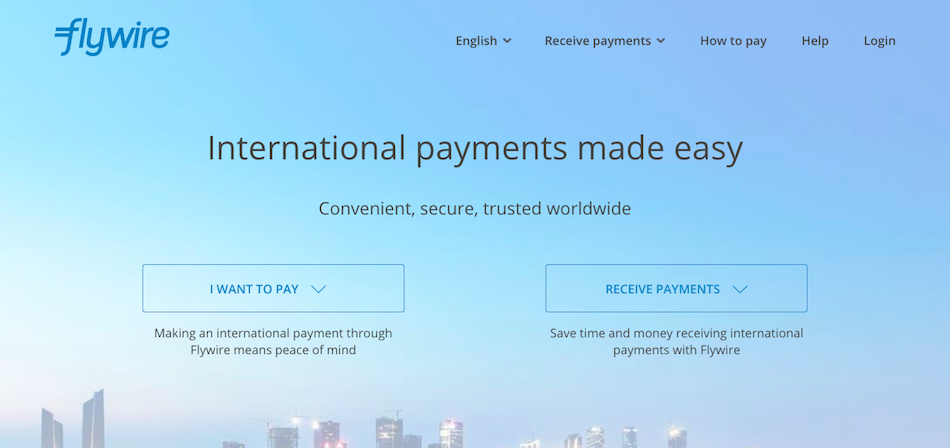 flywire
English
Receive payments
How to pay
Help
Login
International payments made easy
Convenient, secure, trusted worldwide
I WANT TO PAY
RECEIVE PAYMENTS
Making an international payment through
Flywire means peace of mind
Save time and money receiving international
payments with Flywire